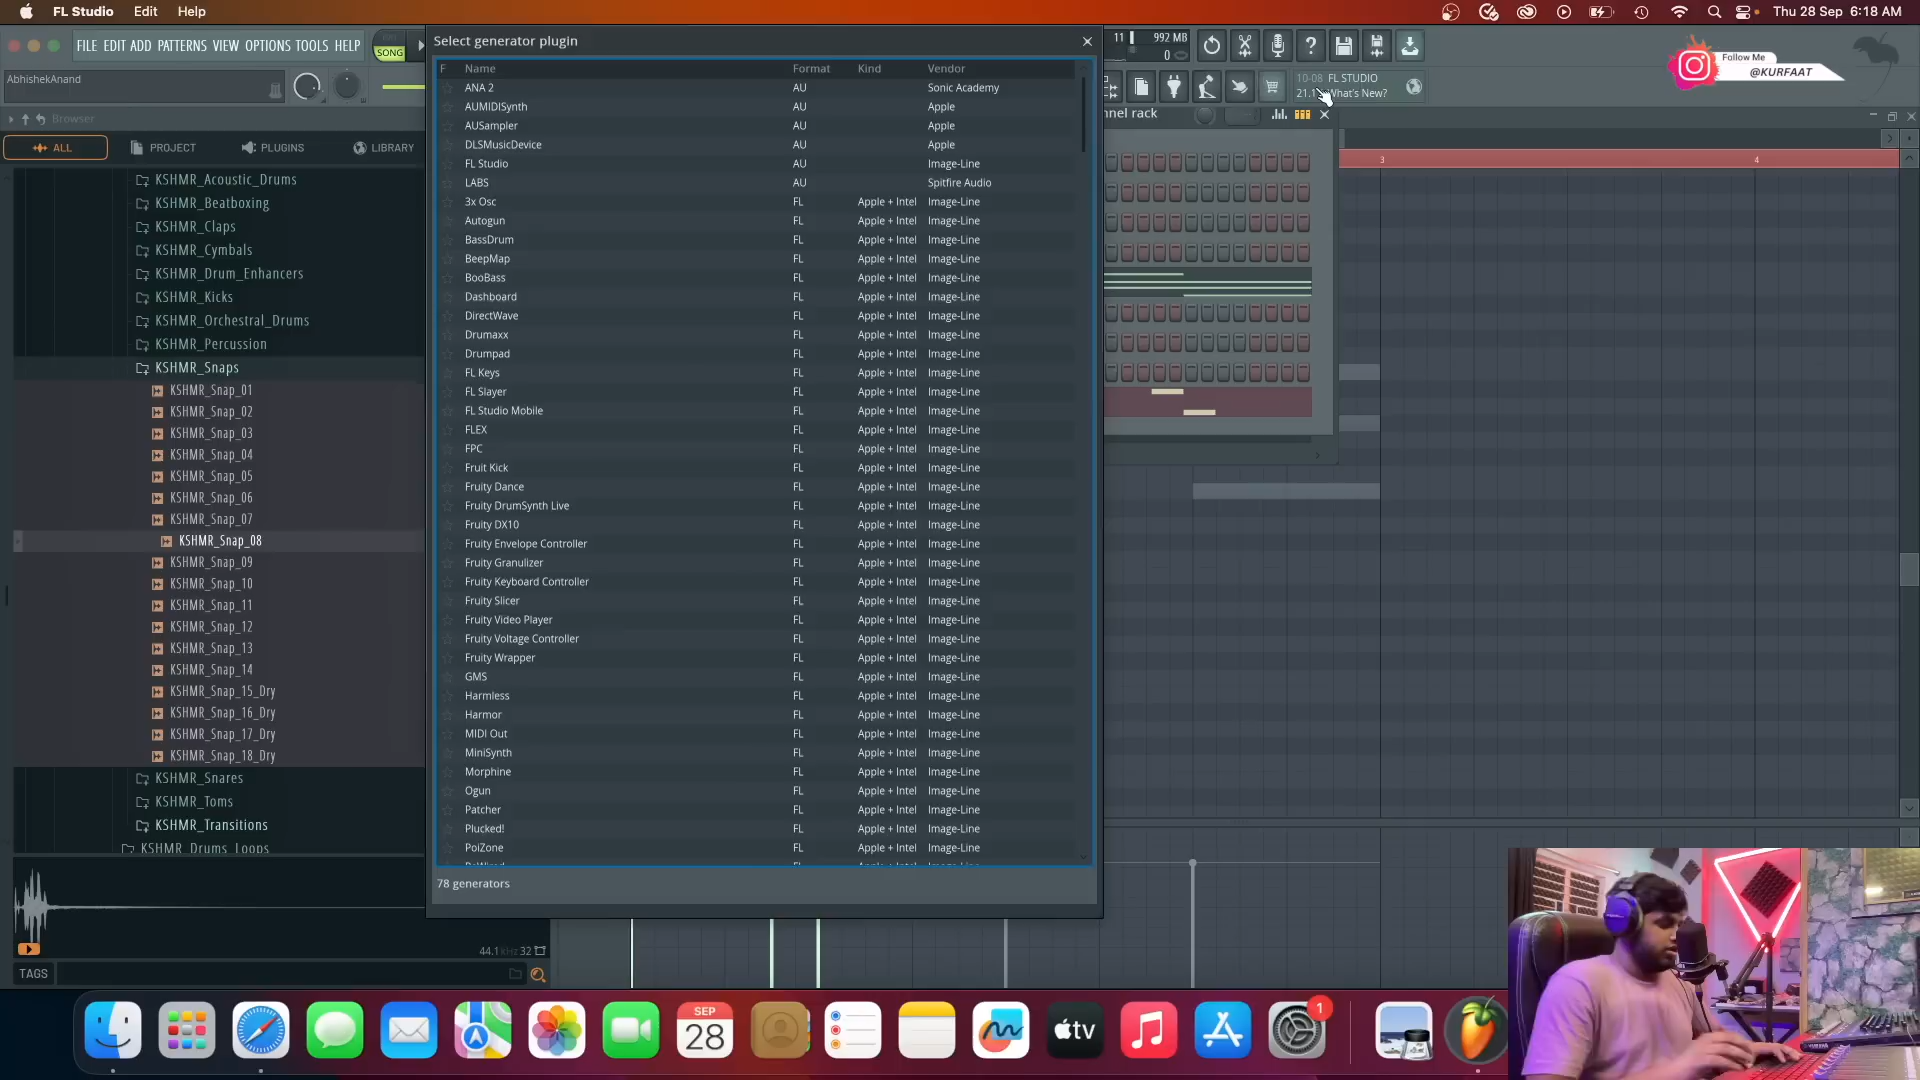 FL Studio Edit Help
Thu 28 Sep 6:18 AM
FILE EDIT ADD PATTERNS VIEW OPTIONS TOOLS HELP
SONG
Select generator plugin
11 992 MB
0
AbhishekAnand
10-08 FL STUDIO
What's New?
Follow Me
@KURFAAT
Browser
ALL PROJECT PLUGINS LIBRARY
KSHMR_Acoustic_Drums
KSHMR_Beatboxing
KSHMR_Claps
KSHMR_Cymbals
KSHMR_Drum_Enhancers
KSHMR_Kicks
KSHMR_Orchestral_Drums
KSHMR_Percussion
KSHMR_Snaps
KSHMR_Snap_01
KSHMR_Snap_02
KSHMR_Snap_03
KSHMR_Snap_04
KSHMR_Snap_05
KSHMR_Snap_06
KSHMR_Snap_07
KSHMR_Snap_08
KSHMR_Snap_09
KSHMR_Snap_10
KSHMR_Snap_11
KSHMR_Snap_12
KSHMR_Snap_13
KSHMR_Snap_14
KSHMR_Snap_15_Dry
KSHMR_Snap_16_Dry
KSHMR_Snap_17_Dry
KSHMR_Snap_18_Dry
KSHMR_Snares
KSHMR_Toms
KSHMR_Transitions
KSHMR_Drums_Loops
F Name Format Kind Vendor
ANA 2 AU Sonic Academy
AUMIDISynth AU Apple
AUSampler AU Apple
DLSMusicDevice AU Apple
FL Studio AU Image-Line
LABS AU Spitfire Audio
3x Osc FL Apple + Intel Image-Line
Autogun FL Apple + Intel Image-Line
BassDrum FL Apple + Intel Image-Line
BeepMap FL Apple + Intel Image-Line
BooBass FL Apple + Intel Image-Line
Dashboard FL Apple + Intel Image-Line
DirectWave FL Apple + Intel Image-Line
Drumaxx FL Apple + Intel Image-Line
Drumpad FL Apple + Intel Image-Line
FL Keys FL Apple + Intel Image-Line
FL Slayer FL Apple + Intel Image-Line
FL Studio Mobile FL Apple + Intel Image-Line
FLEX FL Apple + Intel Image-Line
FPC FL Apple + Intel Image-Line
Fruit Kick FL Apple + Intel Image-Line
Fruity Dance FL Apple + Intel Image-Line
Fruity DrumSynth Live FL Apple + Intel Image-Line
Fruity DX10 FL Apple + Intel Image-Line
Fruity Envelope Controller FL Apple + Intel Image-Line
Fruity Granulizer FL Apple + Intel Image-Line
Fruity Keyboard Controller FL Apple + Intel Image-Line
Fruity Slicer FL Apple + Intel Image-Line
Fruity Video Player FL Apple + Intel Image-Line
Fruity Voltage Controller FL Apple + Intel Image-Line
Fruity Wrapper FL Apple + Intel Image-Line
GMS FL Apple + Intel Image-Line
Harmless FL Apple + Intel Image-Line
Harmor FL Apple + Intel Image-Line
MIDI Out FL Apple + Intel Image-Line
MiniSynth FL Apple + Intel Image-Line
Morphine FL Apple + Intel Image-Line
Ogun FL Apple + Intel Image-Line
Patcher FL Apple + Intel Image-Line
Plucked! FL Apple + Intel Image-Line
PoiZone FL Apple + Intel Image-Line
78 generators
nnel rack
3 4
44.1kHz 32
TAGS
SEP
28
tv
1